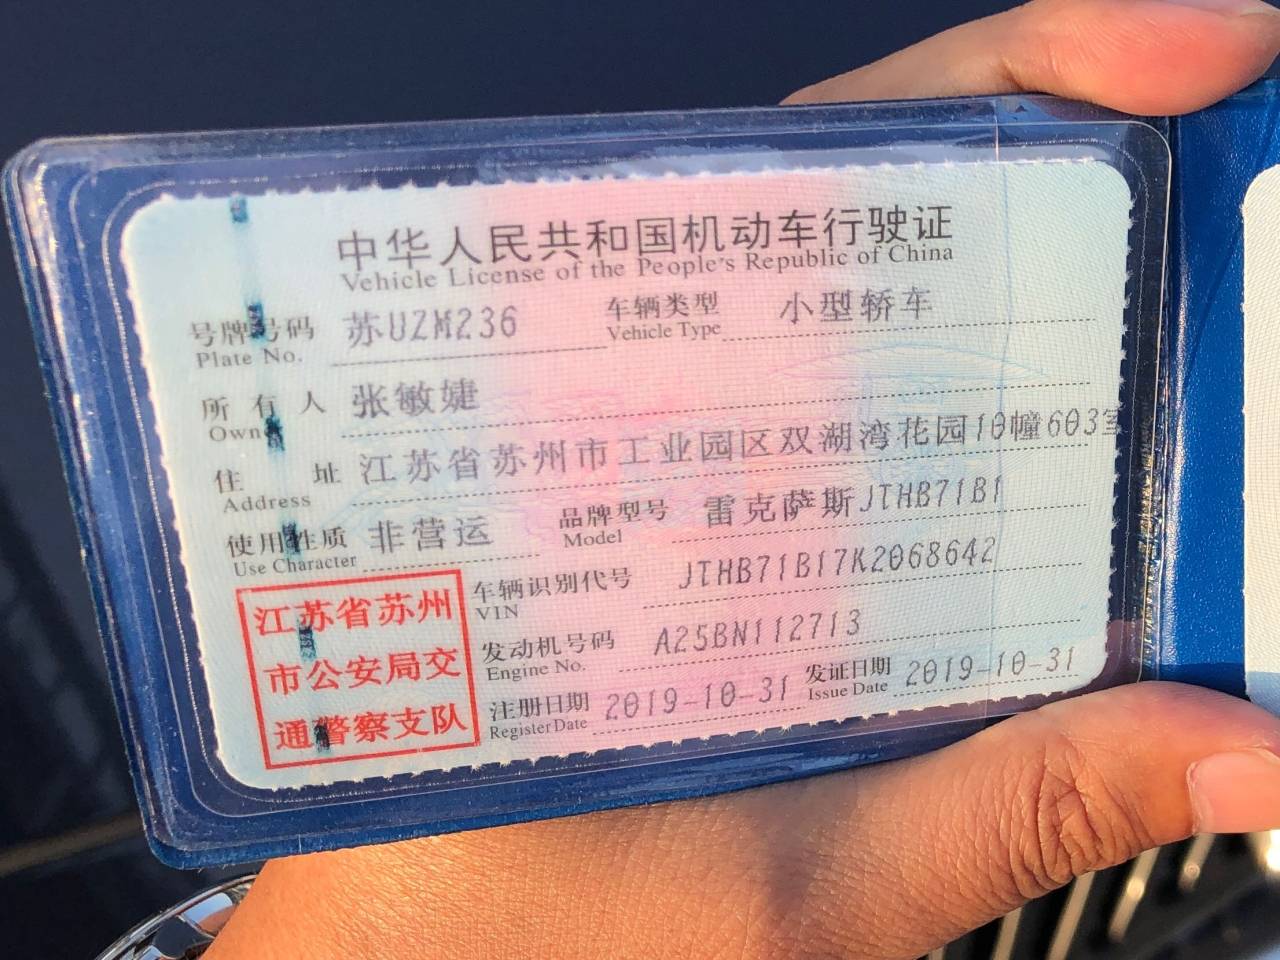 中华人民共和国机动车行驶证
Vehicle License of the People's Republic of China
号牌号码 苏UZM236 车辆类型 小型轿车
Plate No. Vehicle Type
所有人 张敏婕
Owner
住址 江苏省苏州市工业园区双湖湾花园10幢603室
Address
使用性质 非营运 品牌型号 雷克萨斯JTHB71B1
Use Character Model
车辆识别代号 JTHB71B17K2068642
VIN
发动机号码 A25BN112713
Engine No.
注册日期 2019-10-31 发证日期 2019-10-31
Register Date Issue Date
江苏省苏州
市公安局交
通警察支队